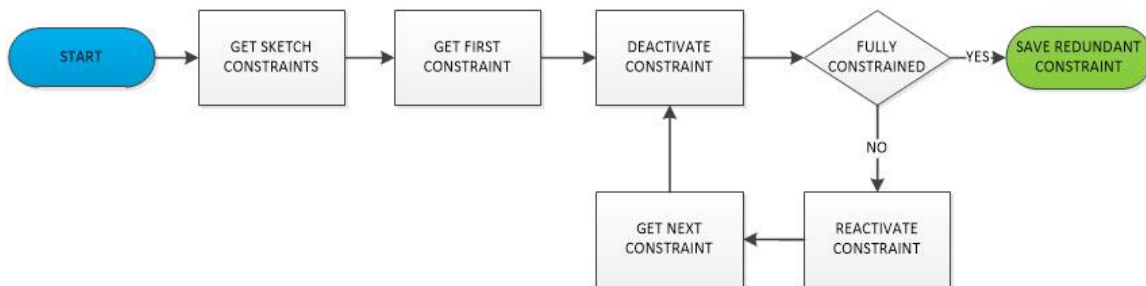 START
GET SKETCH
CONSTRAINTS
GET FIRST
CONSTRAINT
DEACTIVATE
CONSTRAINT
FULLY
CONSTRAINED
YES
SAVE REDUNDANT
CONSTRAINT
NO
REACTIVATE
CONSTRAINT
GET NEXT
CONSTRAINT